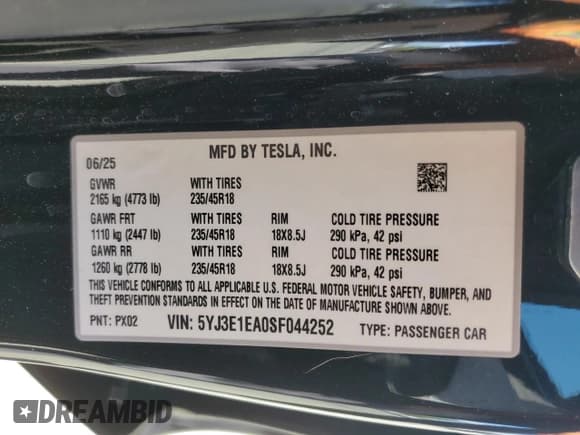 MFD BY TESLA, INC.
06/25
GVWR WITH TIRES
2165 kg (4773 lb) 235/45R18
GAWR FRT WITH TIRES RIM COLD TIRE PRESSURE
1110 kg (2447 lb) 235/45R18 18X8.5J 290 kPa, 42 psi
GAWR RR WITH TIRES RIM COLD TIRE PRESSURE
1260 kg (2778 lb) 235/45R18 18X8.5J 290 kPa, 42 psi
THIS VEHICLE CONFORMS TO ALL APPLICABLE U.S. FEDERAL MOTOR VEHICLE SAFETY, BUMPER, AND
THEFT PREVENTION STANDARDS IN EFFECT ON THE DATE OF MANUFACTURE SHOWN ABOVE.
PNT: PX02 VIN: 5YJ3E1EA0SF044252 TYPE: PASSENGER CAR
DREAMBID